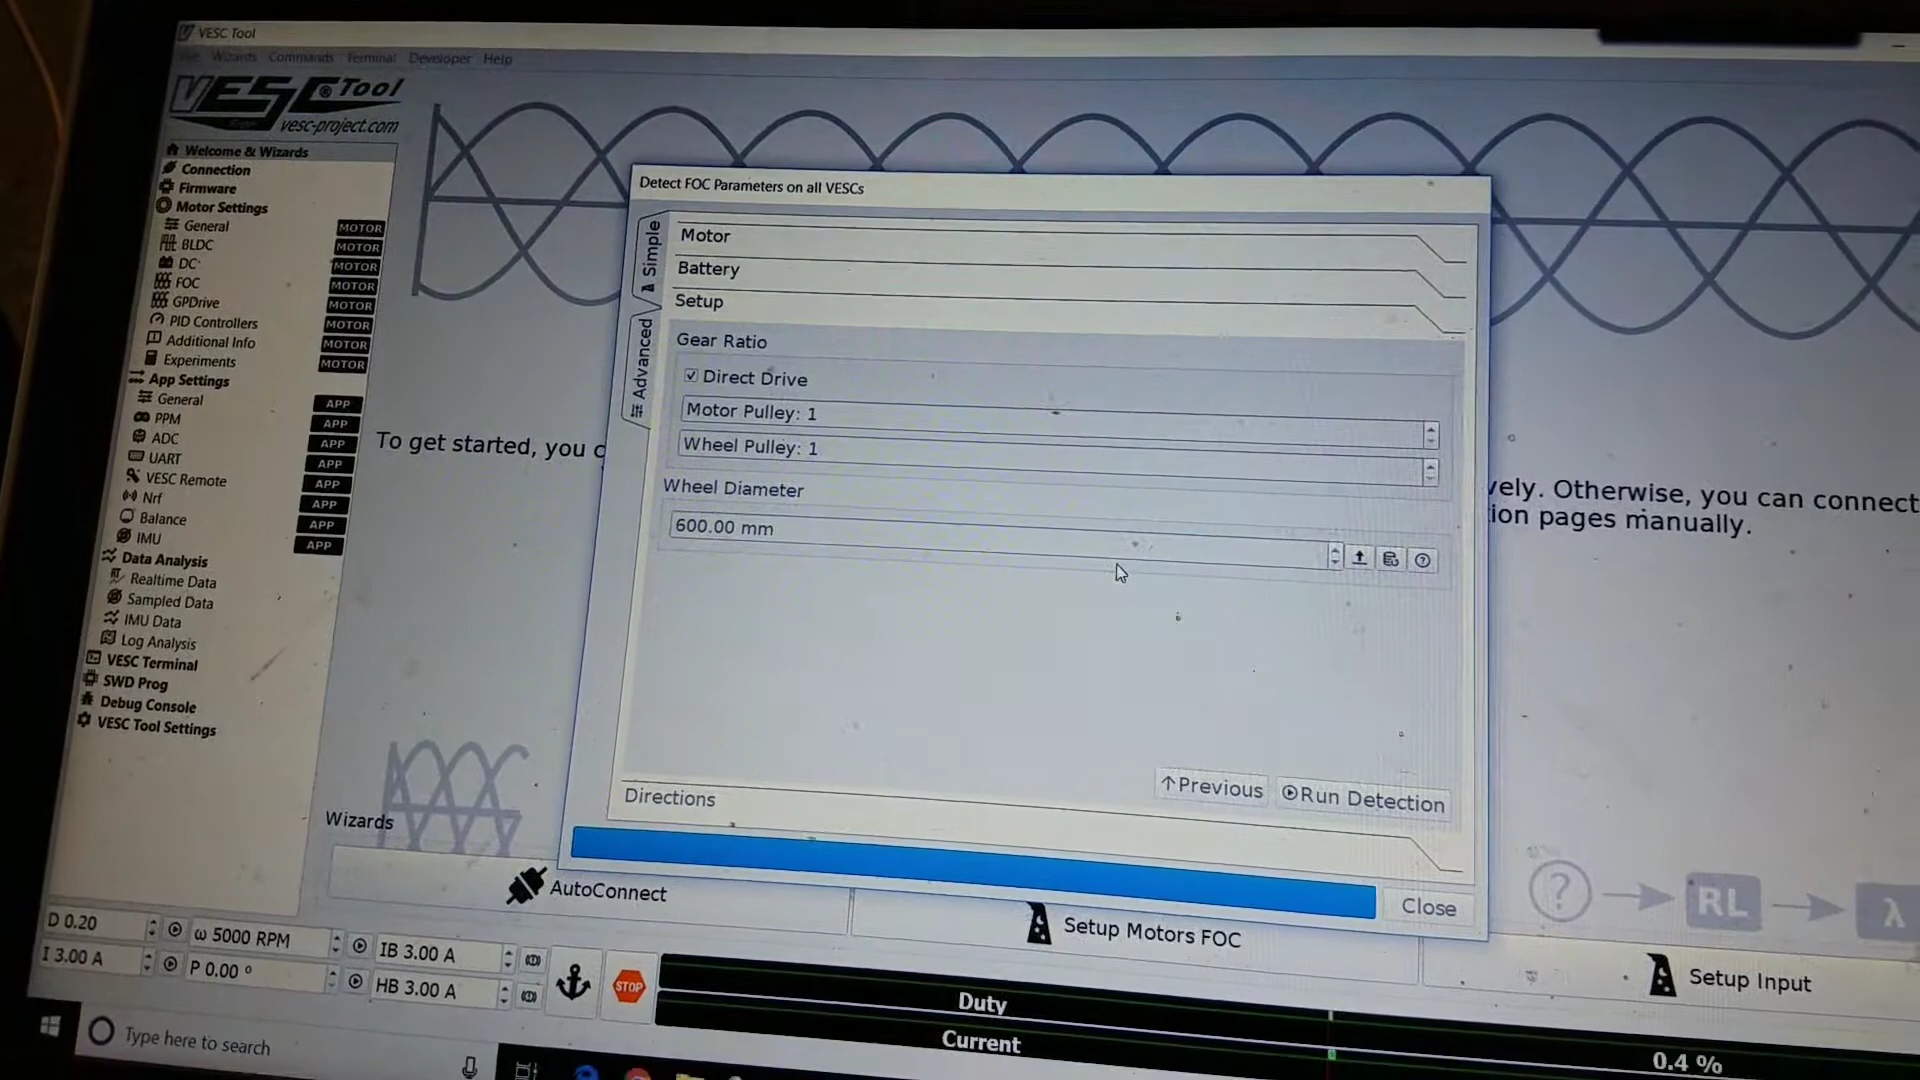 VESC Tool
Wizards Commands Terminal Developer Help
VESC® Tool
vesc-project.com
Welcome & Wizards
Connection
Firmware
Motor Settings
General MOTOR
BLDC MOTOR
DC MOTOR
FOC MOTOR
GPDrive MOTOR
PID Controllers MOTOR
Additional Info MOTOR
Experiments MOTOR
App Settings
General APP
PPM APP
ADC APP
UART APP
VESC Remote APP
Nrf APP
Balance APP
IMU APP
Data Analysis
RT
Realtime Data
Sampled Data
IMU Data
Log Analysis
VESC Terminal
SWD Prog
Debug Console
VESC Tool Settings
To get started, you c
Detect FOC Parameters on all VESCs
Simple
Advanced
Motor
Battery
Setup
Gear Ratio
Direct Drive
Motor Pulley: 1
Wheel Pulley: 1
Wheel Diameter
600.00 mm
Previous Run Detection
Directions
Close
vely. Otherwise, you can connect
ion pages manually.
Wizards
AutoConnect
Setup Motors FOC
Setup Input
? RL λ
D 0.20 ω 5000 RPM IB 3.00 A
I 3.00 A P 0.00 ° HB 3.00 A
STOP
Duty
Current
0.4 %
Type here to search